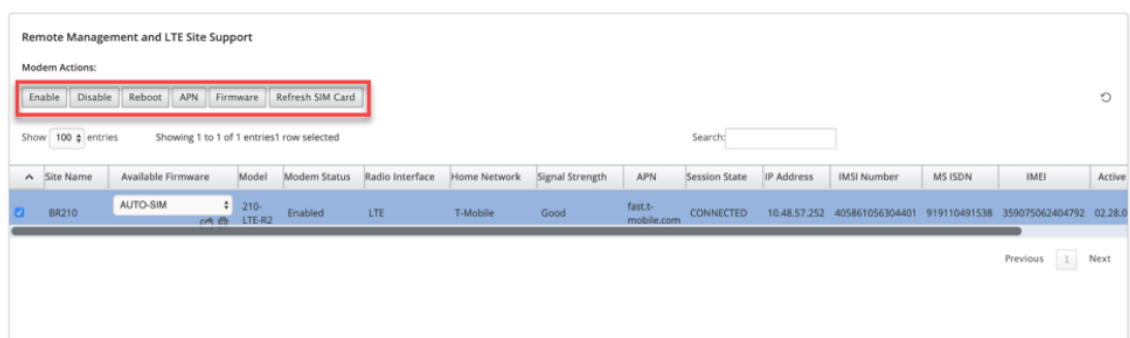 Remote Management and LTE Site Support
Modem Actions:
Enable Disable Reboot APN Firmware Refresh SIM Card
Show 100 entries Showing 1 to 1 of 1 entries1 row selected Search:
Site Name Available Firmware Model Modem Status Radio Interface Home Network Signal Strength APN Session State IP Address IMSI Number MS ISDN IMEI Active
BR210 AUTO-SIM 210-LTE-R2 Enabled LTE T-Mobile Good fast.t-mobile.com CONNECTED 10.48.57.252 405861056304401 919110491538 359075062404792 02.28.0
Previous 1 Next